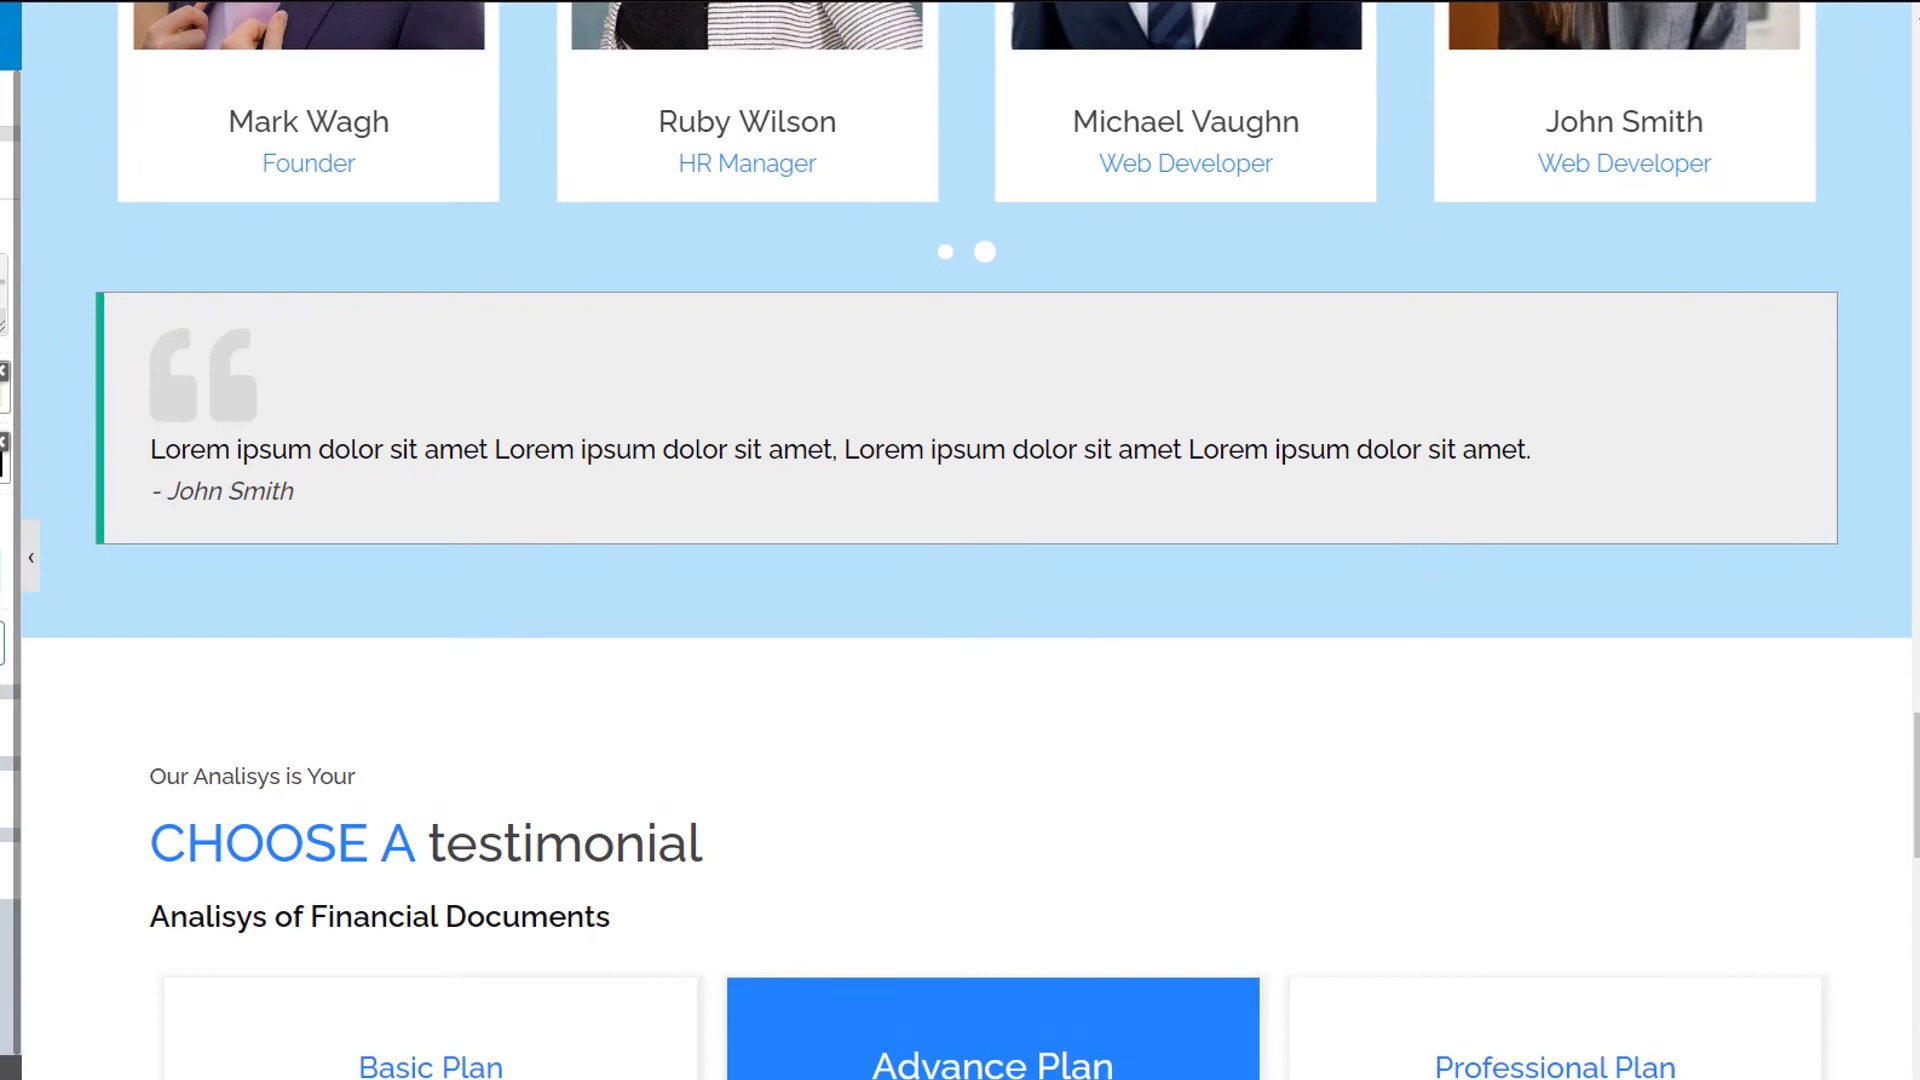 Mark Wagh
Founder
Ruby Wilson
HR Manager
Michael Vaughn
Web Developer
John Smith
Web Developer
Lorem ipsum dolor sit amet Lorem ipsum dolor sit amet, Lorem ipsum dolor sit amet Lorem ipsum dolor sit amet.
- John Smith
Our Analisys is Your
CHOOSE A testimonial
Analisys of Financial Documents
Basic Plan
Advance Plan
Professional Plan